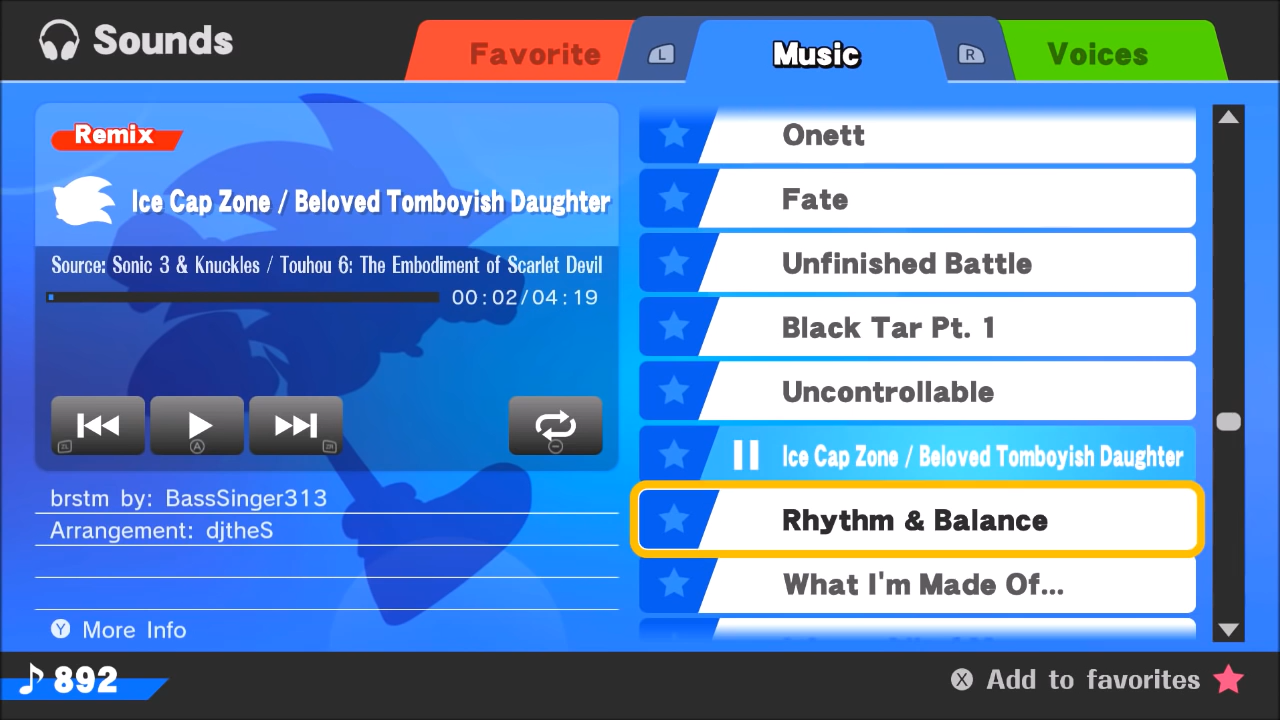 Sounds
Favorite
L
Music
R
Voices
Remix
Ice Cap Zone / Beloved Tomboyish Daughter
Source: Sonic 3 & Knuckles / Touhou 6: The Embodiment of Scarlet Devil
00:02/04:19
ZL
A
ZR
brstm by: BassSinger313
Arrangement: djtheS
Y More Info
Onett
Fate
Unfinished Battle
Black Tar Pt. 1
Uncontrollable
Ice Cap Zone / Beloved Tomboyish Daughter
Rhythm & Balance
What I'm Made Of...
892
X Add to favorites